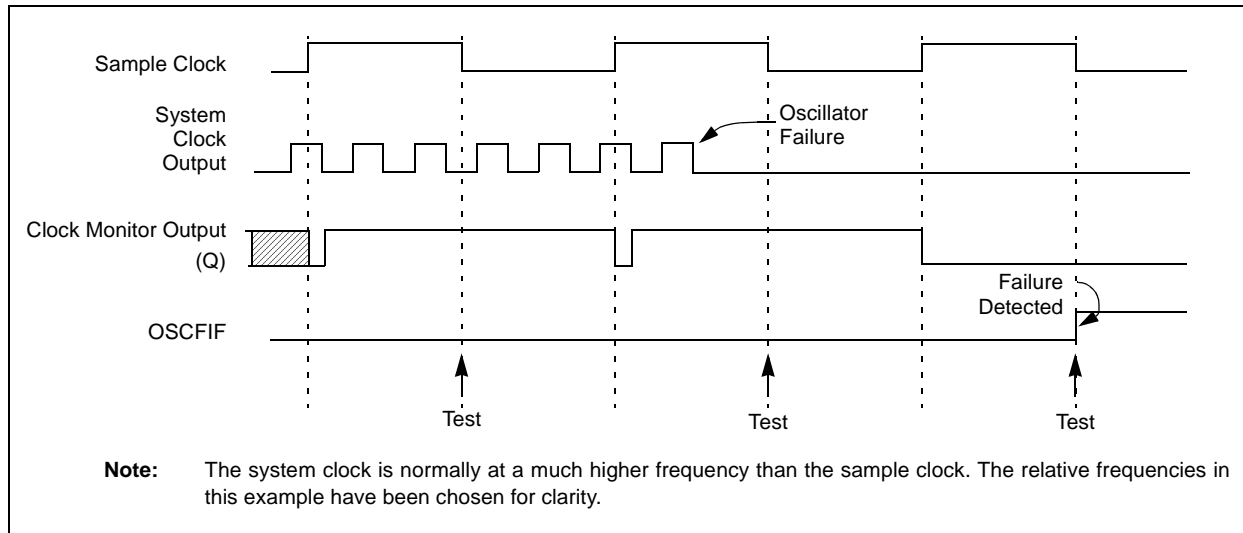 Sample Clock
System
Clock
Output
Oscillator
Failure
Clock Monitor Output
(Q)
Failure
Detected
OSCFIF
Test
Test
Test
Note: The system clock is normally at a much higher frequency than the sample clock. The relative frequencies in
this example have been chosen for clarity.